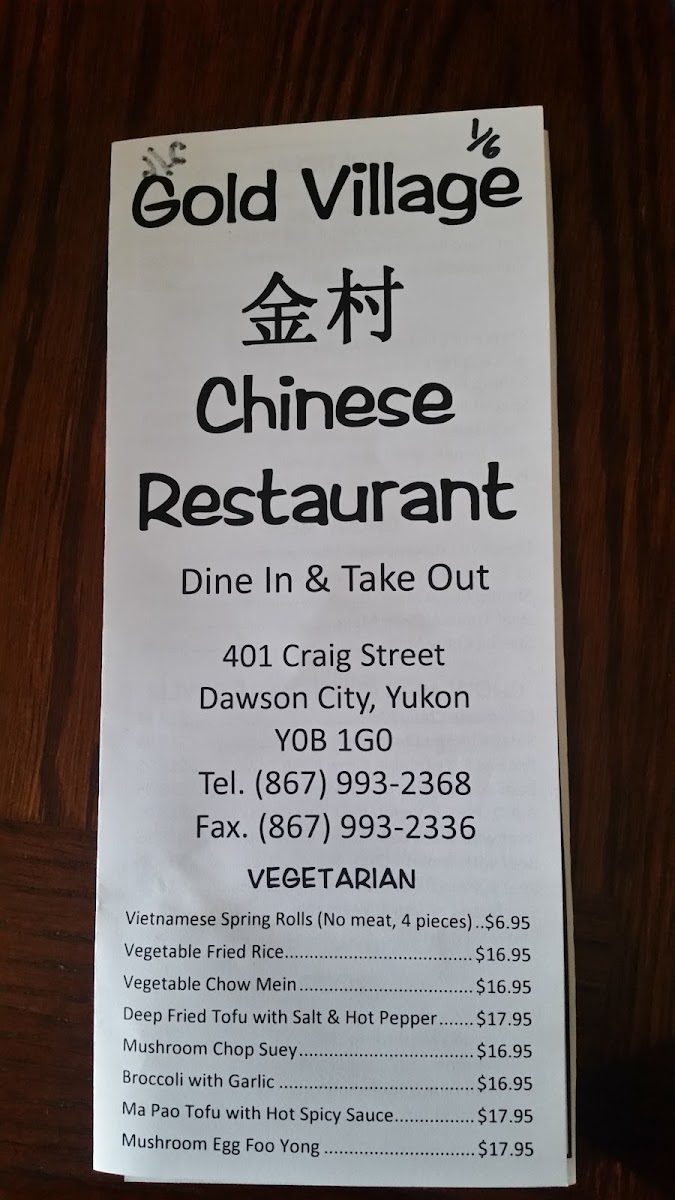 1/6
Gold Village
金村
Chinese
Restaurant
Dine In & Take Out
401 Craig Street
Dawson City, Yukon
Y0B 1G0
Tel. (867) 993-2368
Fax. (867) 993-2336
VEGETARIAN
Vietnamese Spring Rolls (No meat, 4 pieces)..$6.95
Vegetable Fried Rice....................................$16.95
Vegetable Chow Mein.................................$16.95
Deep Fried Tofu with Salt & Hot Pepper.......$17.95
Mushroom Chop Suey.................................$16.95
Broccoli with Garlic .....................................$16.95
Ma Pao Tofu with Hot Spicy Sauce...............$17.95
Mushroom Egg Foo Yong .............................$17.95